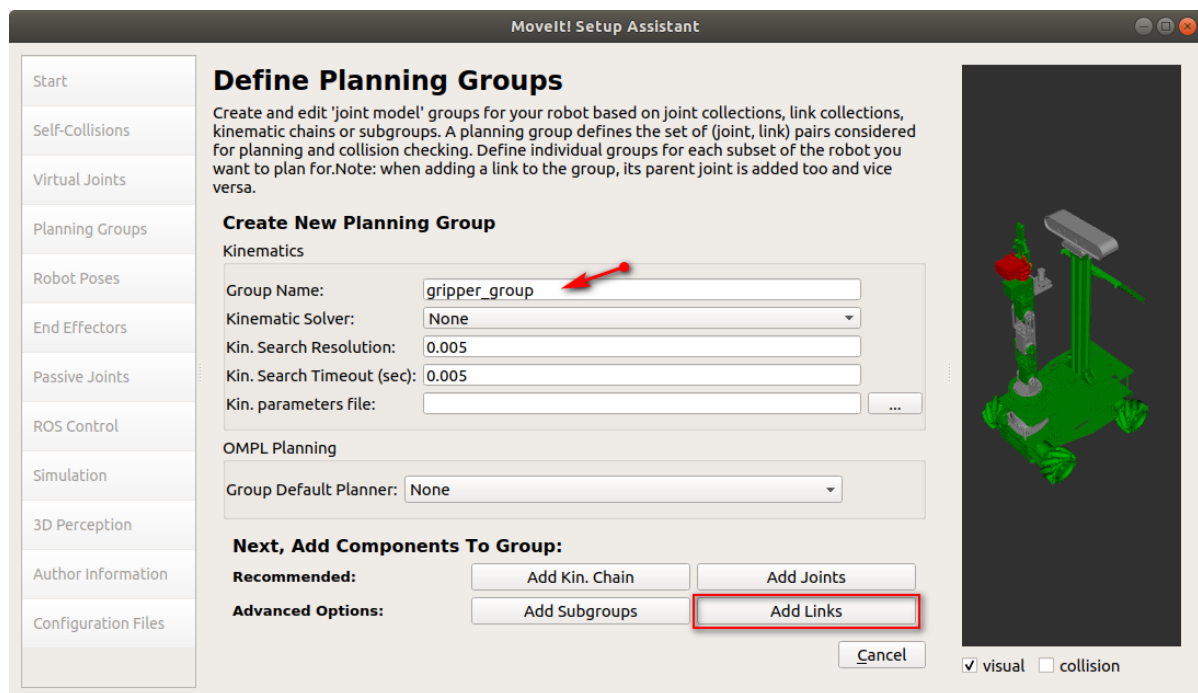 MoveIt! Setup Assistant
Start
Self-Collisions
Virtual Joints
Planning Groups
Robot Poses
End Effectors
Passive Joints
ROS Control
Simulation
3D Perception
Author Information
Configuration Files
Define Planning Groups
Create and edit 'joint model' groups for your robot based on joint collections, link collections,
kinematic chains or subgroups. A planning group defines the set of (joint, link) pairs considered
for planning and collision checking. Define individual groups for each subset of the robot you
want to plan for.Note: when adding a link to the group, its parent joint is added too and vice
versa.
Create New Planning Group
Kinematics
Group Name: gripper_group
Kinematic Solver: None
Kin. Search Resolution: 0.005
Kin. Search Timeout (sec): 0.005
Kin. parameters file: ...
OMPL Planning
Group Default Planner: None
Next, Add Components To Group:
Recommended: Add Kin. Chain Add Joints
Advanced Options: Add Subgroups Add Links
Cancel
visual collision